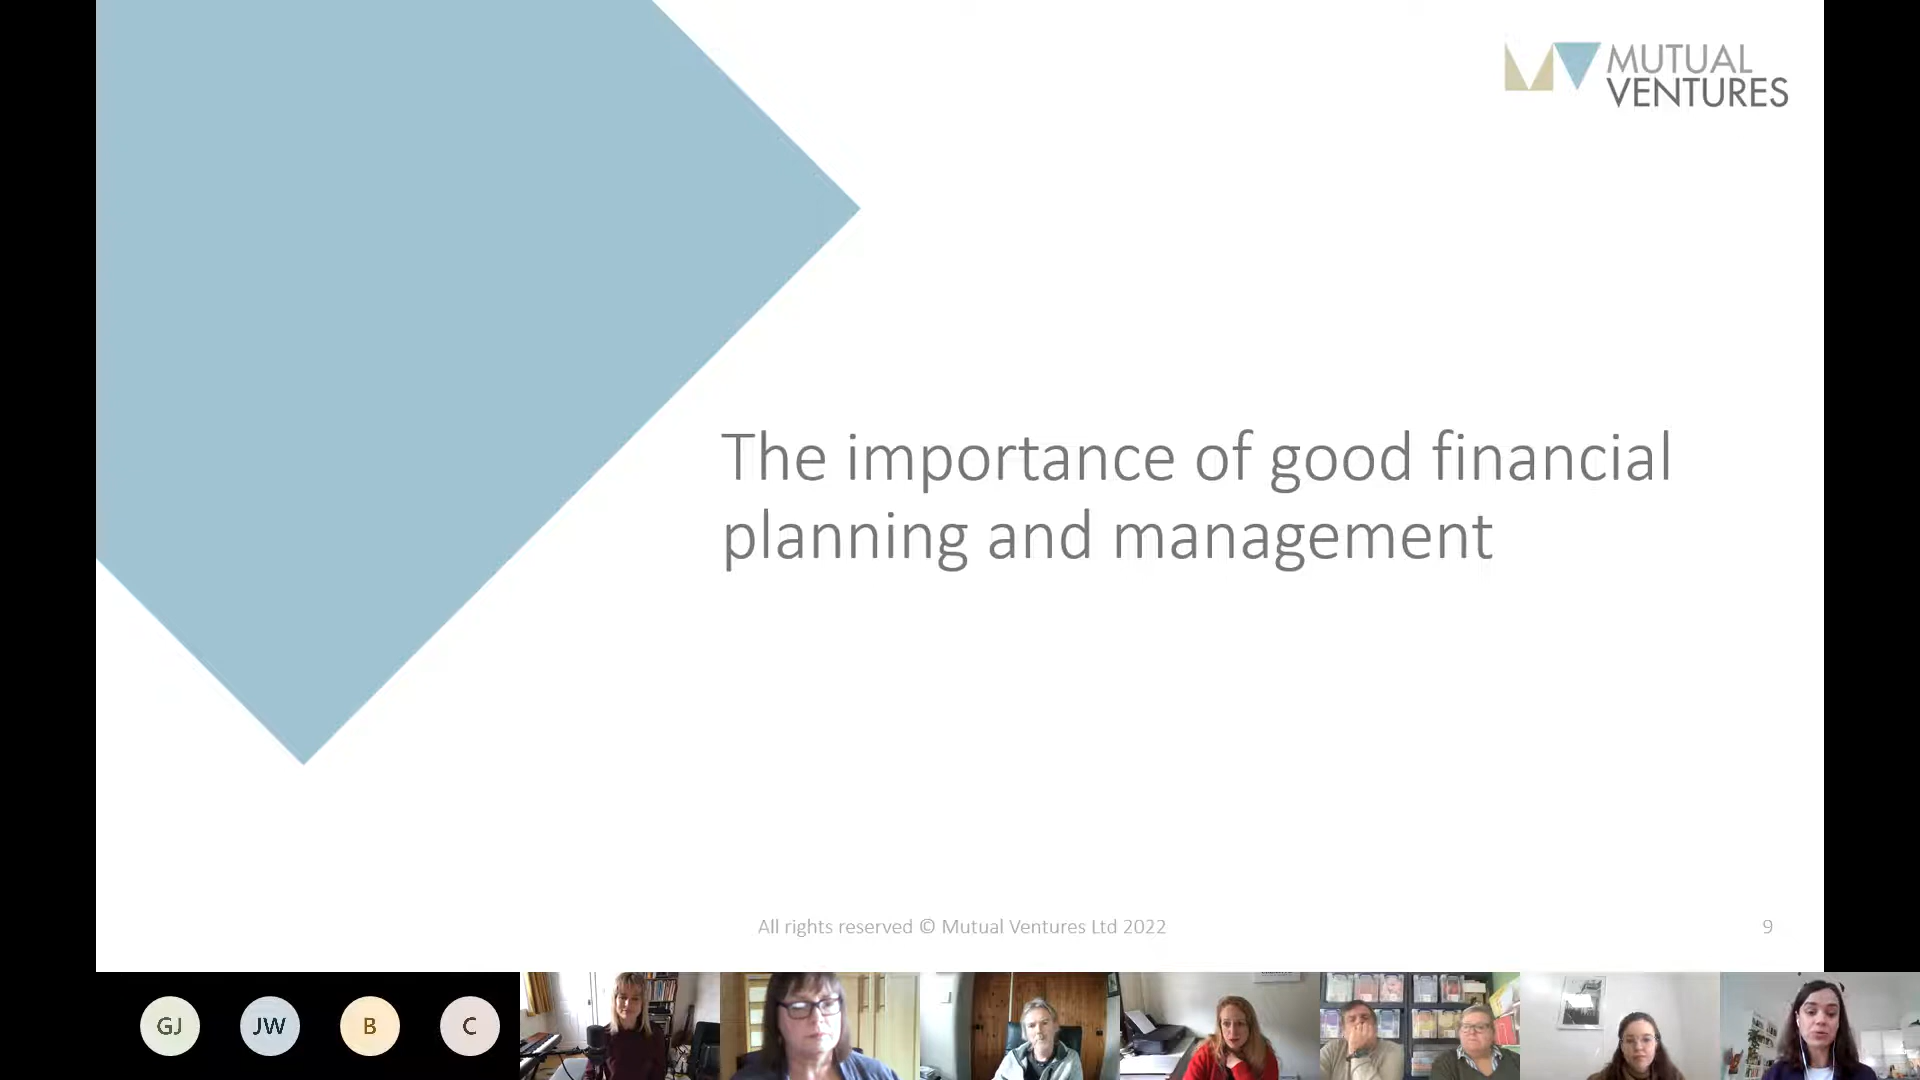 MUTUAL
VENTURES
The importance of good financial
planning and management
All rights reserved © Mutual Ventures Ltd 2022
9
GJ
JW
B
C